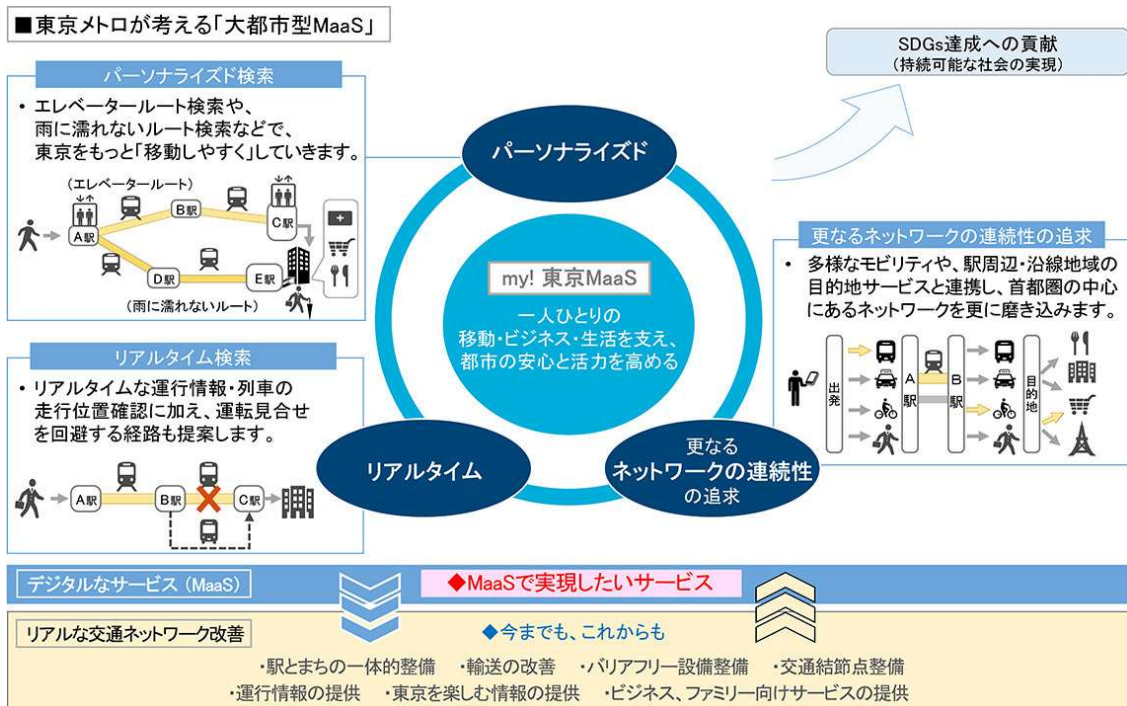 ■東京メトロが考える「大都市型MaaS」
SDGs達成への貢献
(持続可能な社会の実現)
パーソナライズド検索
・エレベータールート検索や、
雨に濡れないルート検索などで、
東京をもっと「移動しやすく」していきます。
(エレベータールート)
A駅
B駅
C駅
D駅
E駅
(雨に濡れないルート)
リアルタイム検索
・リアルタイムな運行情報・列車の
走行位置確認に加え、運転見合せ
を回避する経路も提案します。
A駅
B駅
C駅
パーソナライズド
my! 東京MaaS
一人ひとりの
移動・ビジネス・生活を支え、
都市の安心と活力を高める
リアルタイム
更なる
ネットワークの連続性
の追求
更なるネットワークの連続性の追求
・多様なモビリティや、駅周辺・沿線地域の
目的地サービスと連携し、首都圏の中心
にあるネットワークを更に磨き込みます。
出発
A駅
B駅
目的地
デジタルなサービス(MaaS)
◆MaaSで実現したいサービス
リアルな交通ネットワーク改善
◆今までも、これからも
・駅とまちの一体的整備 ・輸送の改善 ・バリアフリー設備整備 ・交通結節点整備
・運行情報の提供 ・東京を楽しむ情報の提供 ・ビジネス、ファミリー向けサービスの提供